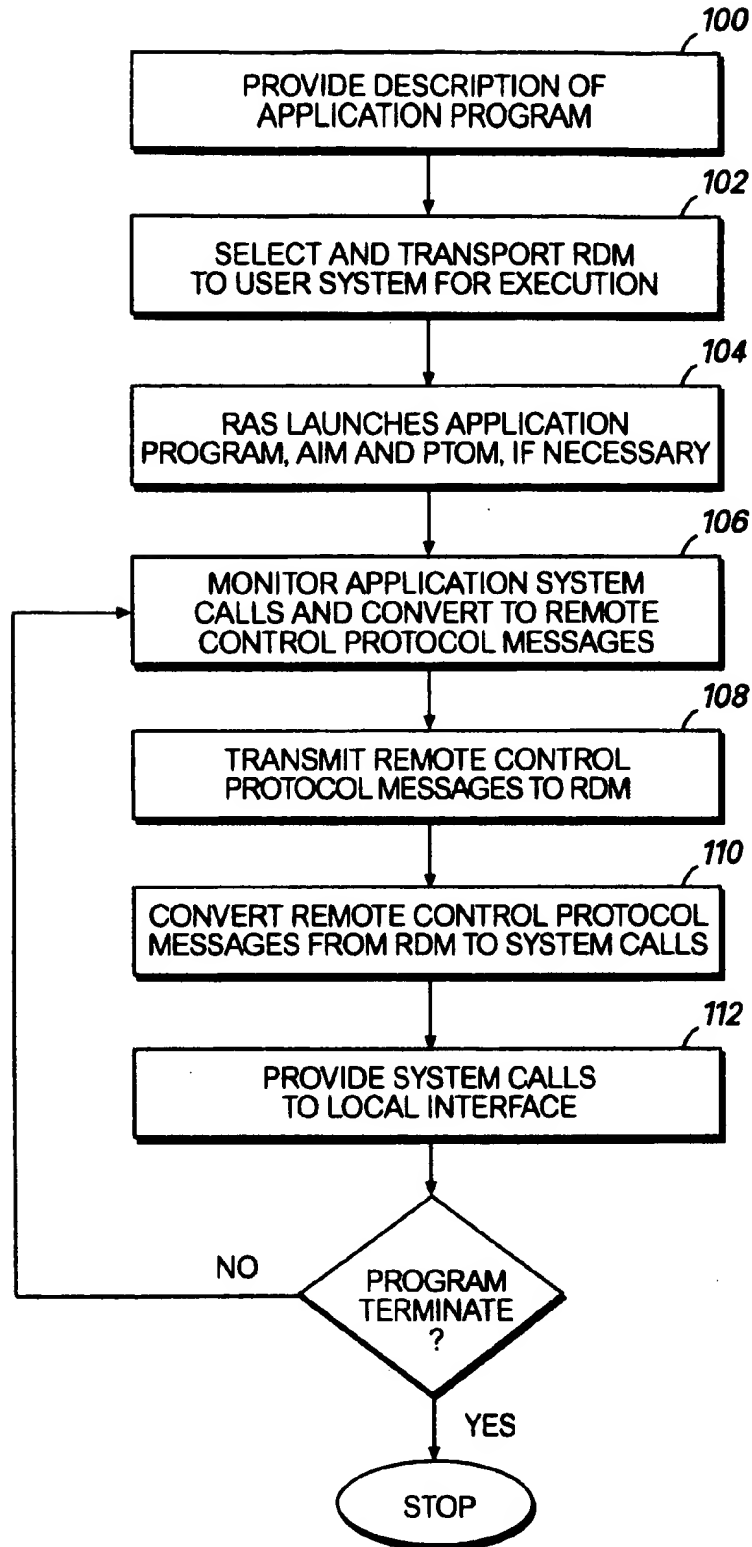 100
PROVIDE DESCRIPTION OF
APPLICATION PROGRAM
102
SELECT AND TRANSPORT RDM
TO USER SYSTEM FOR EXECUTION
104
RAS LAUNCHES APPLICATION
PROGRAM, AIM AND PTOM, IF NECESSARY
106
MONITOR APPLICATION SYSTEM
CALLS AND CONVERT TO REMOTE
CONTROL PROTOCOL MESSAGES
108
TRANSMIT REMOTE CONTROL
PROTOCOL MESSAGES TO RDM
110
CONVERT REMOTE CONTROL PROTOCOL
MESSAGES FROM RDM TO SYSTEM CALLS
112
PROVIDE SYSTEM CALLS
TO LOCAL INTERFACE
NO
PROGRAM
TERMINATE
?
YES
STOP